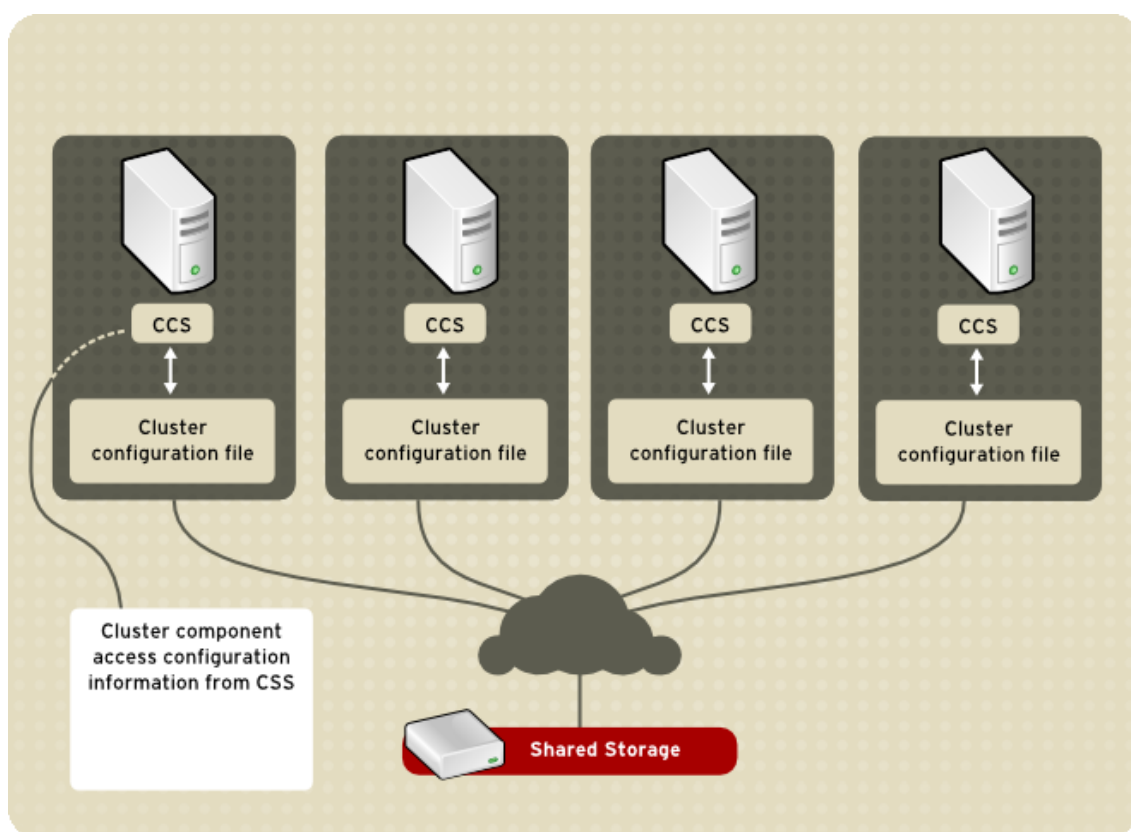 CCS
CCS
CCS
CCS
Cluster
configuration file
Cluster
configuration file
Cluster
configuration file
Cluster
configuration file
Cluster component
access configuration
information from CSS
Shared Storage